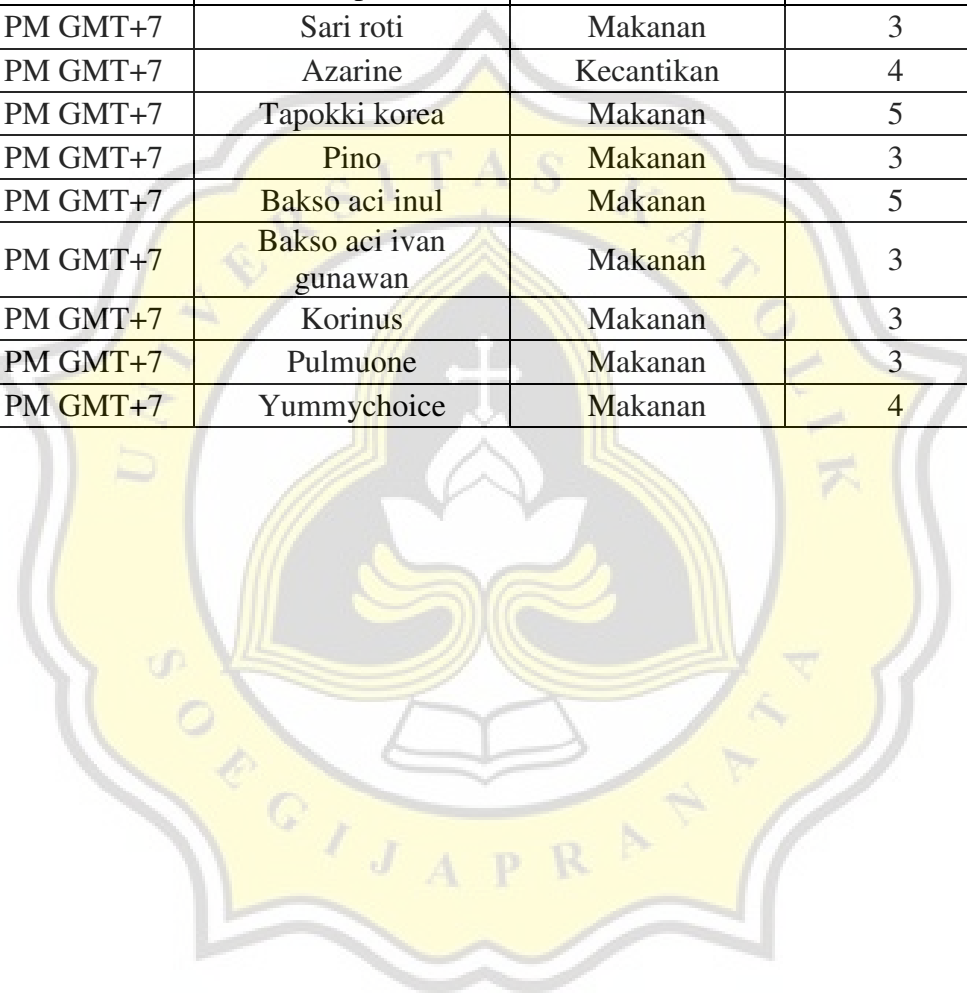 PM GMT+7 Sari roti Makanan 3
PM GMT+7 Azarine Kecantikan 4
PM GMT+7 Tapokki korea Makanan 5
PM GMT+7 Pino Makanan 3
PM GMT+7 Bakso aci inul Makanan 5
PM GMT+7 Bakso aci ivan gunawan Makanan 3
PM GMT+7 Korinus Makanan 3
PM GMT+7 Pulmuone Makanan 3
PM GMT+7 Yummychoice Makanan 4
UNIVERSITAS KATOLIK
SOEGIJAPRANATA